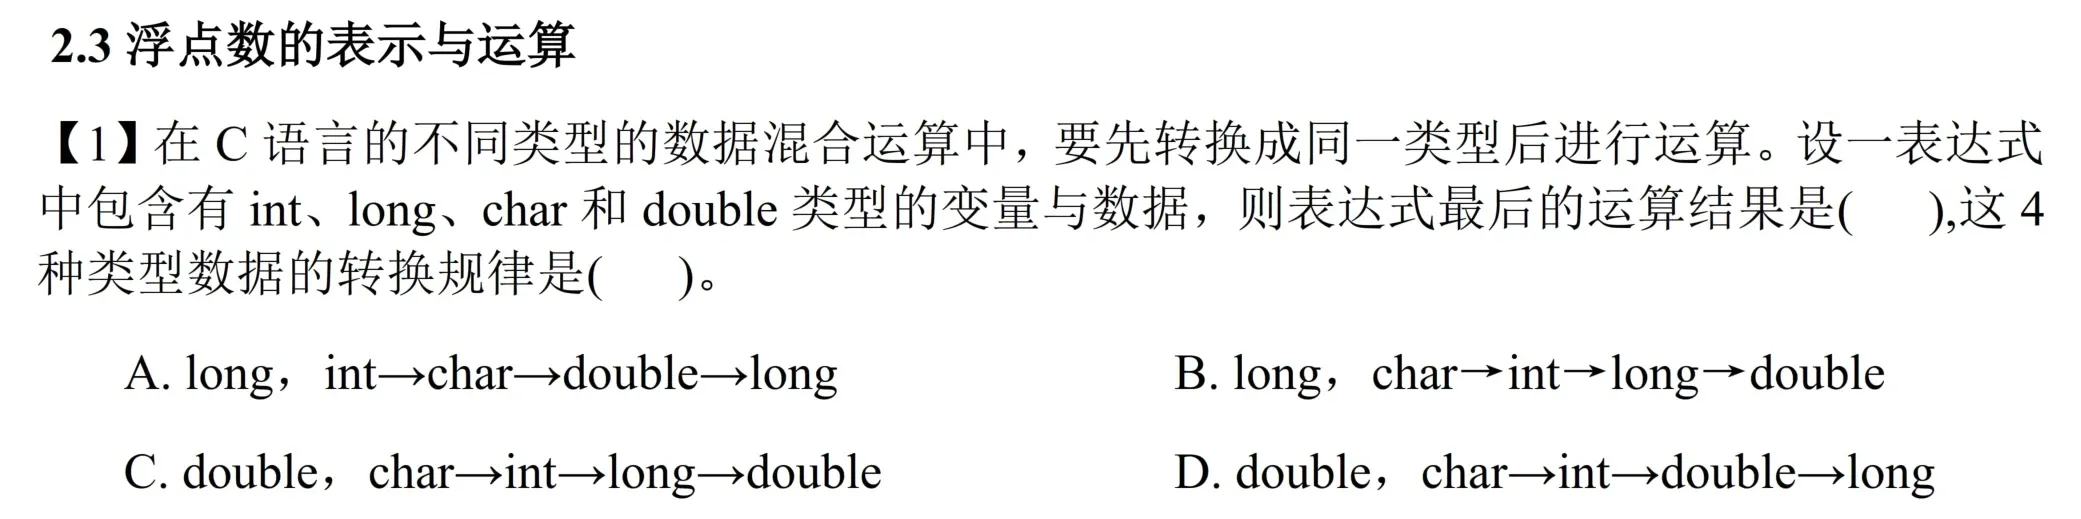 2.3 浮点数的表示与运算
【1】在 C 语言的不同类型的数据混合运算中，要先转换成同一类型后进行运算。设一表达式
中包含有 int、long、char 和 double 类型的变量与数据，则表达式最后的运算结果是(    ),这 4
种类型数据的转换规律是(    )。
A. long，int→char→double→long
B. long，char→int→long→double
C. double，char→int→long→double
D. double，char→int→double→long